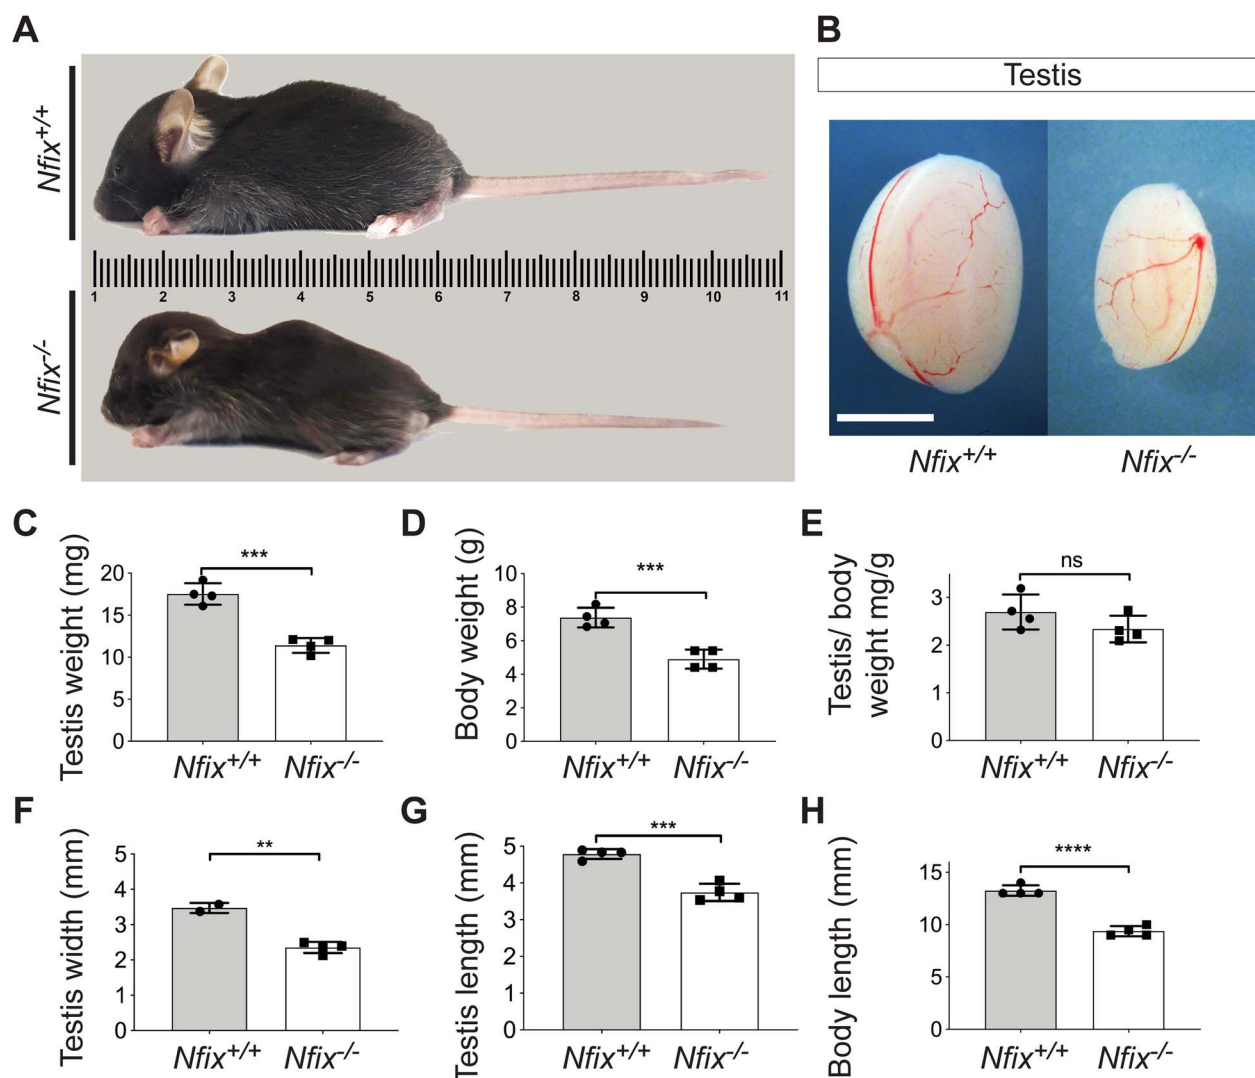 A
Nfix+/+
1 2 3 4 5 6 7 8 9 10 11
Nfix-/-
B
Testis
Nfix+/+ Nfix-/-
C
Testis weight (mg)
***
20
15
10
5
0
Nfix+/+ Nfix-/-
D
Body weight (g)
***
10
8
6
4
2
0
Nfix+/+ Nfix-/-
E
Testis/ body
weight mg/g
ns
3
2
1
0
Nfix+/+ Nfix-/-
F
Testis width (mm)
**
5
4
3
2
1
0
Nfix+/+ Nfix-/-
G
Testis length (mm)
***
5
4
3
2
1
0
Nfix+/+ Nfix-/-
H
Body length (mm)
****
15
10
5
0
Nfix+/+ Nfix-/-